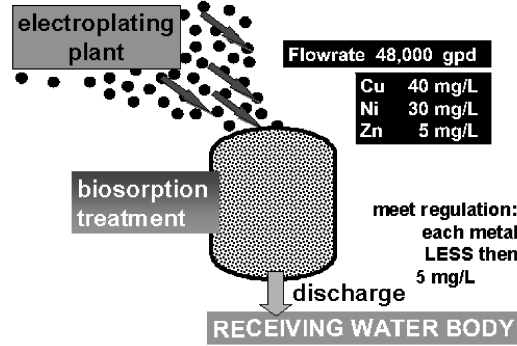 electroplating
plant
Flowrate 48,000 gpd
Cu 40 mg/L
Ni 30 mg/L
Zn 5 mg/L
biosorption
treatment
meet regulation:
each metal
LESS then
5 mg/L
discharge
RECEIVING WATER BODY